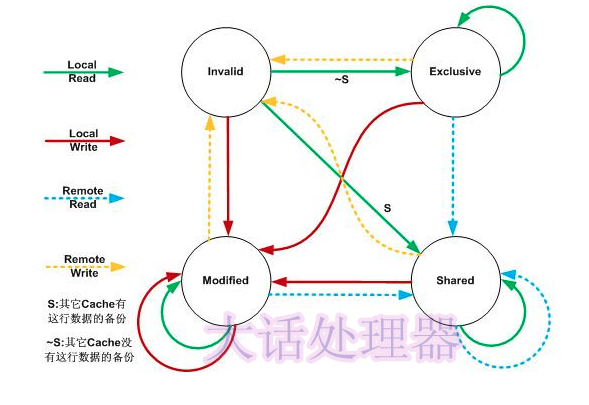 Invalid
Exclusive
Local
Read
~S
Local
Write
Remote
Read
S
Remote
Write
Modified
Shared
S:其它Cache有
这行数据的备份
~S:其它Cache没
有这行数据的备份
大话处理器